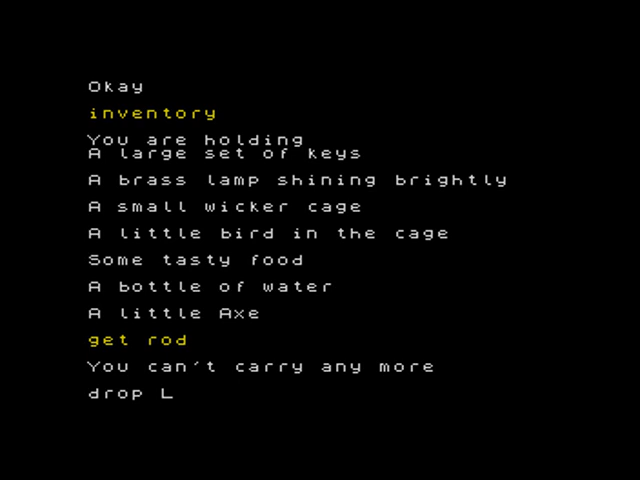 Okay
inventory
You are holding
A large set of keys
A brass lamp shining brightly
A small wicker cage
A little bird in the cage
Some tasty food
A bottle of water
A little Axe
get rod
You can't carry any more
drop L